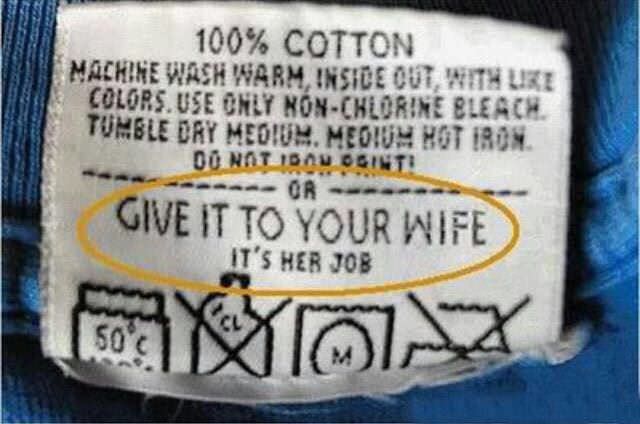 100% COTTON
MACHINE WASH WARM, INSIDE OUT, WITH LIKE
COLORS. USE ONLY NON-CHLORINE BLEACH.
TUMBLE DRY MEDIUM. MEDIUM HOT IRON.
DO NOT IRON PRINT!
OR
GIVE IT TO YOUR WIFE
IT'S HER JOB
50°C
CL
M